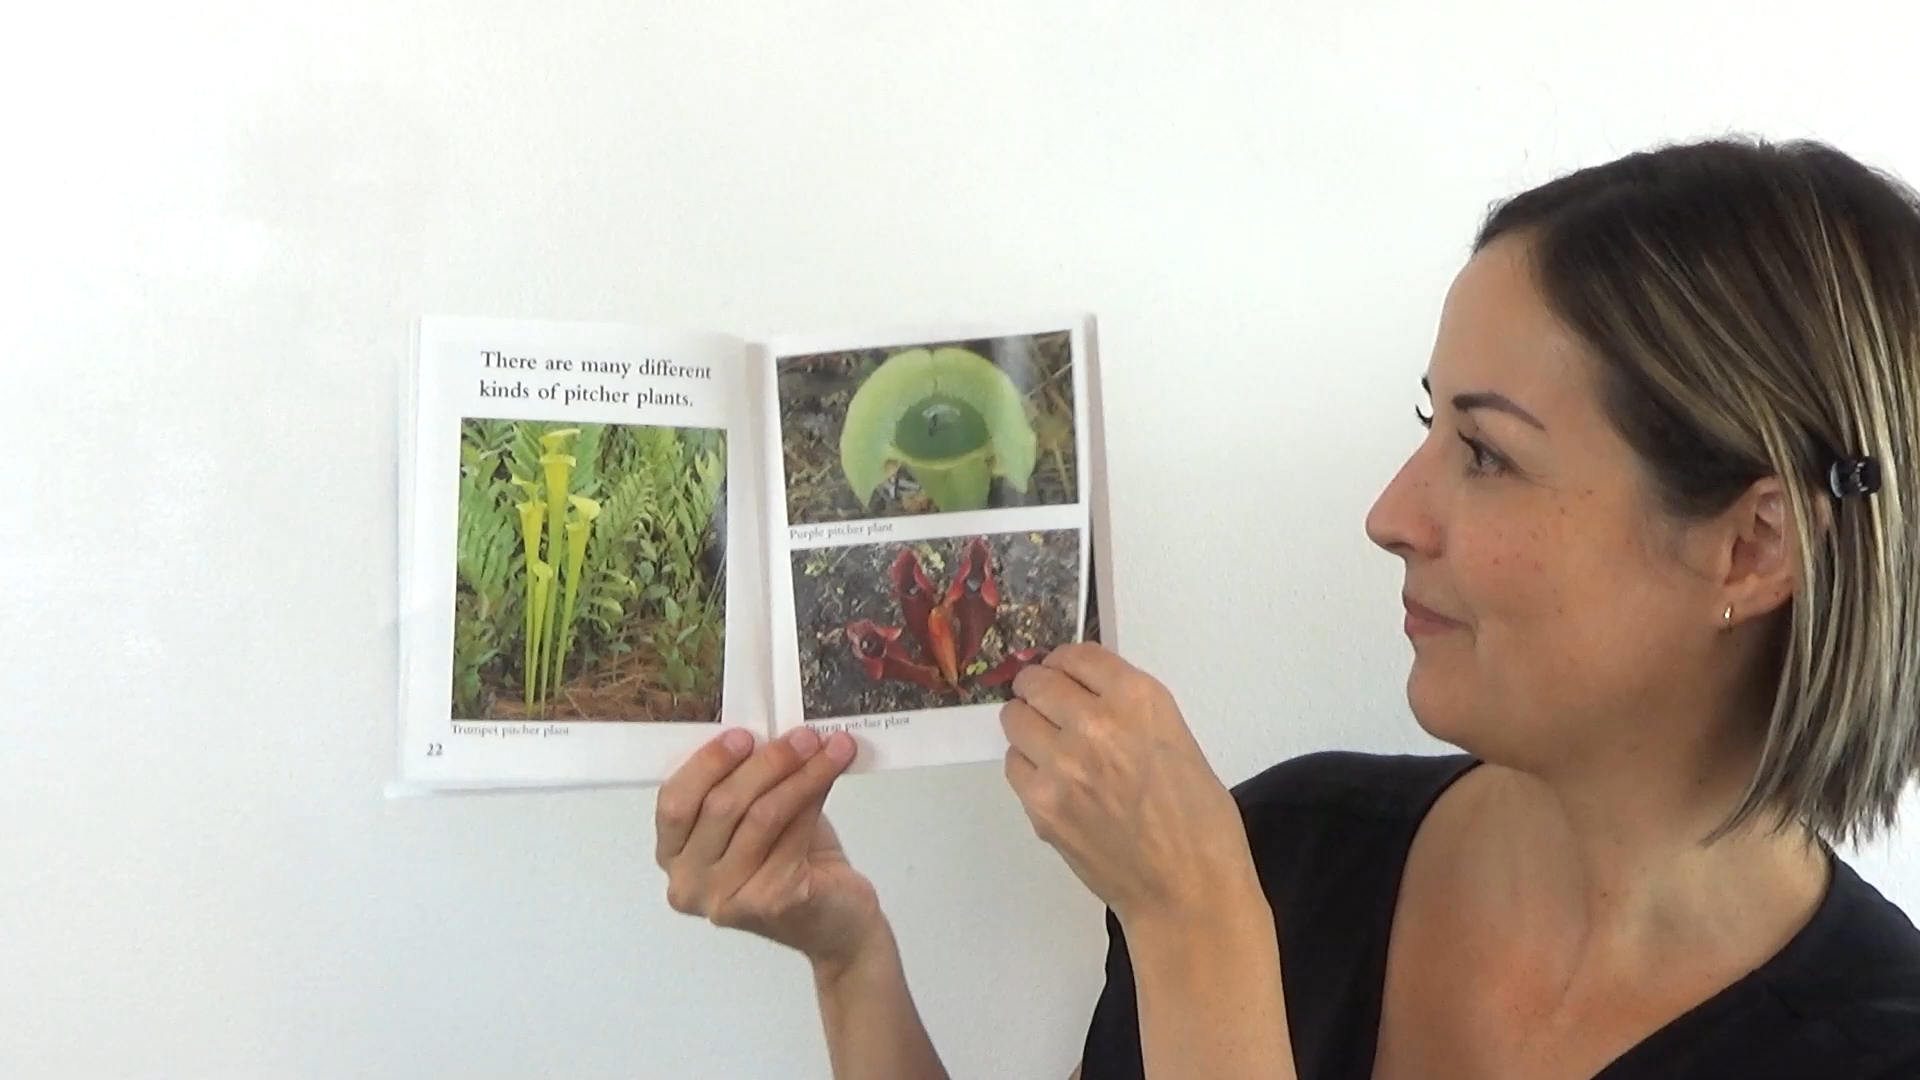 There are many different
kinds of pitcher plants.
Trumpet pitcher plant
22
Purple pitcher plant
pitcher plant